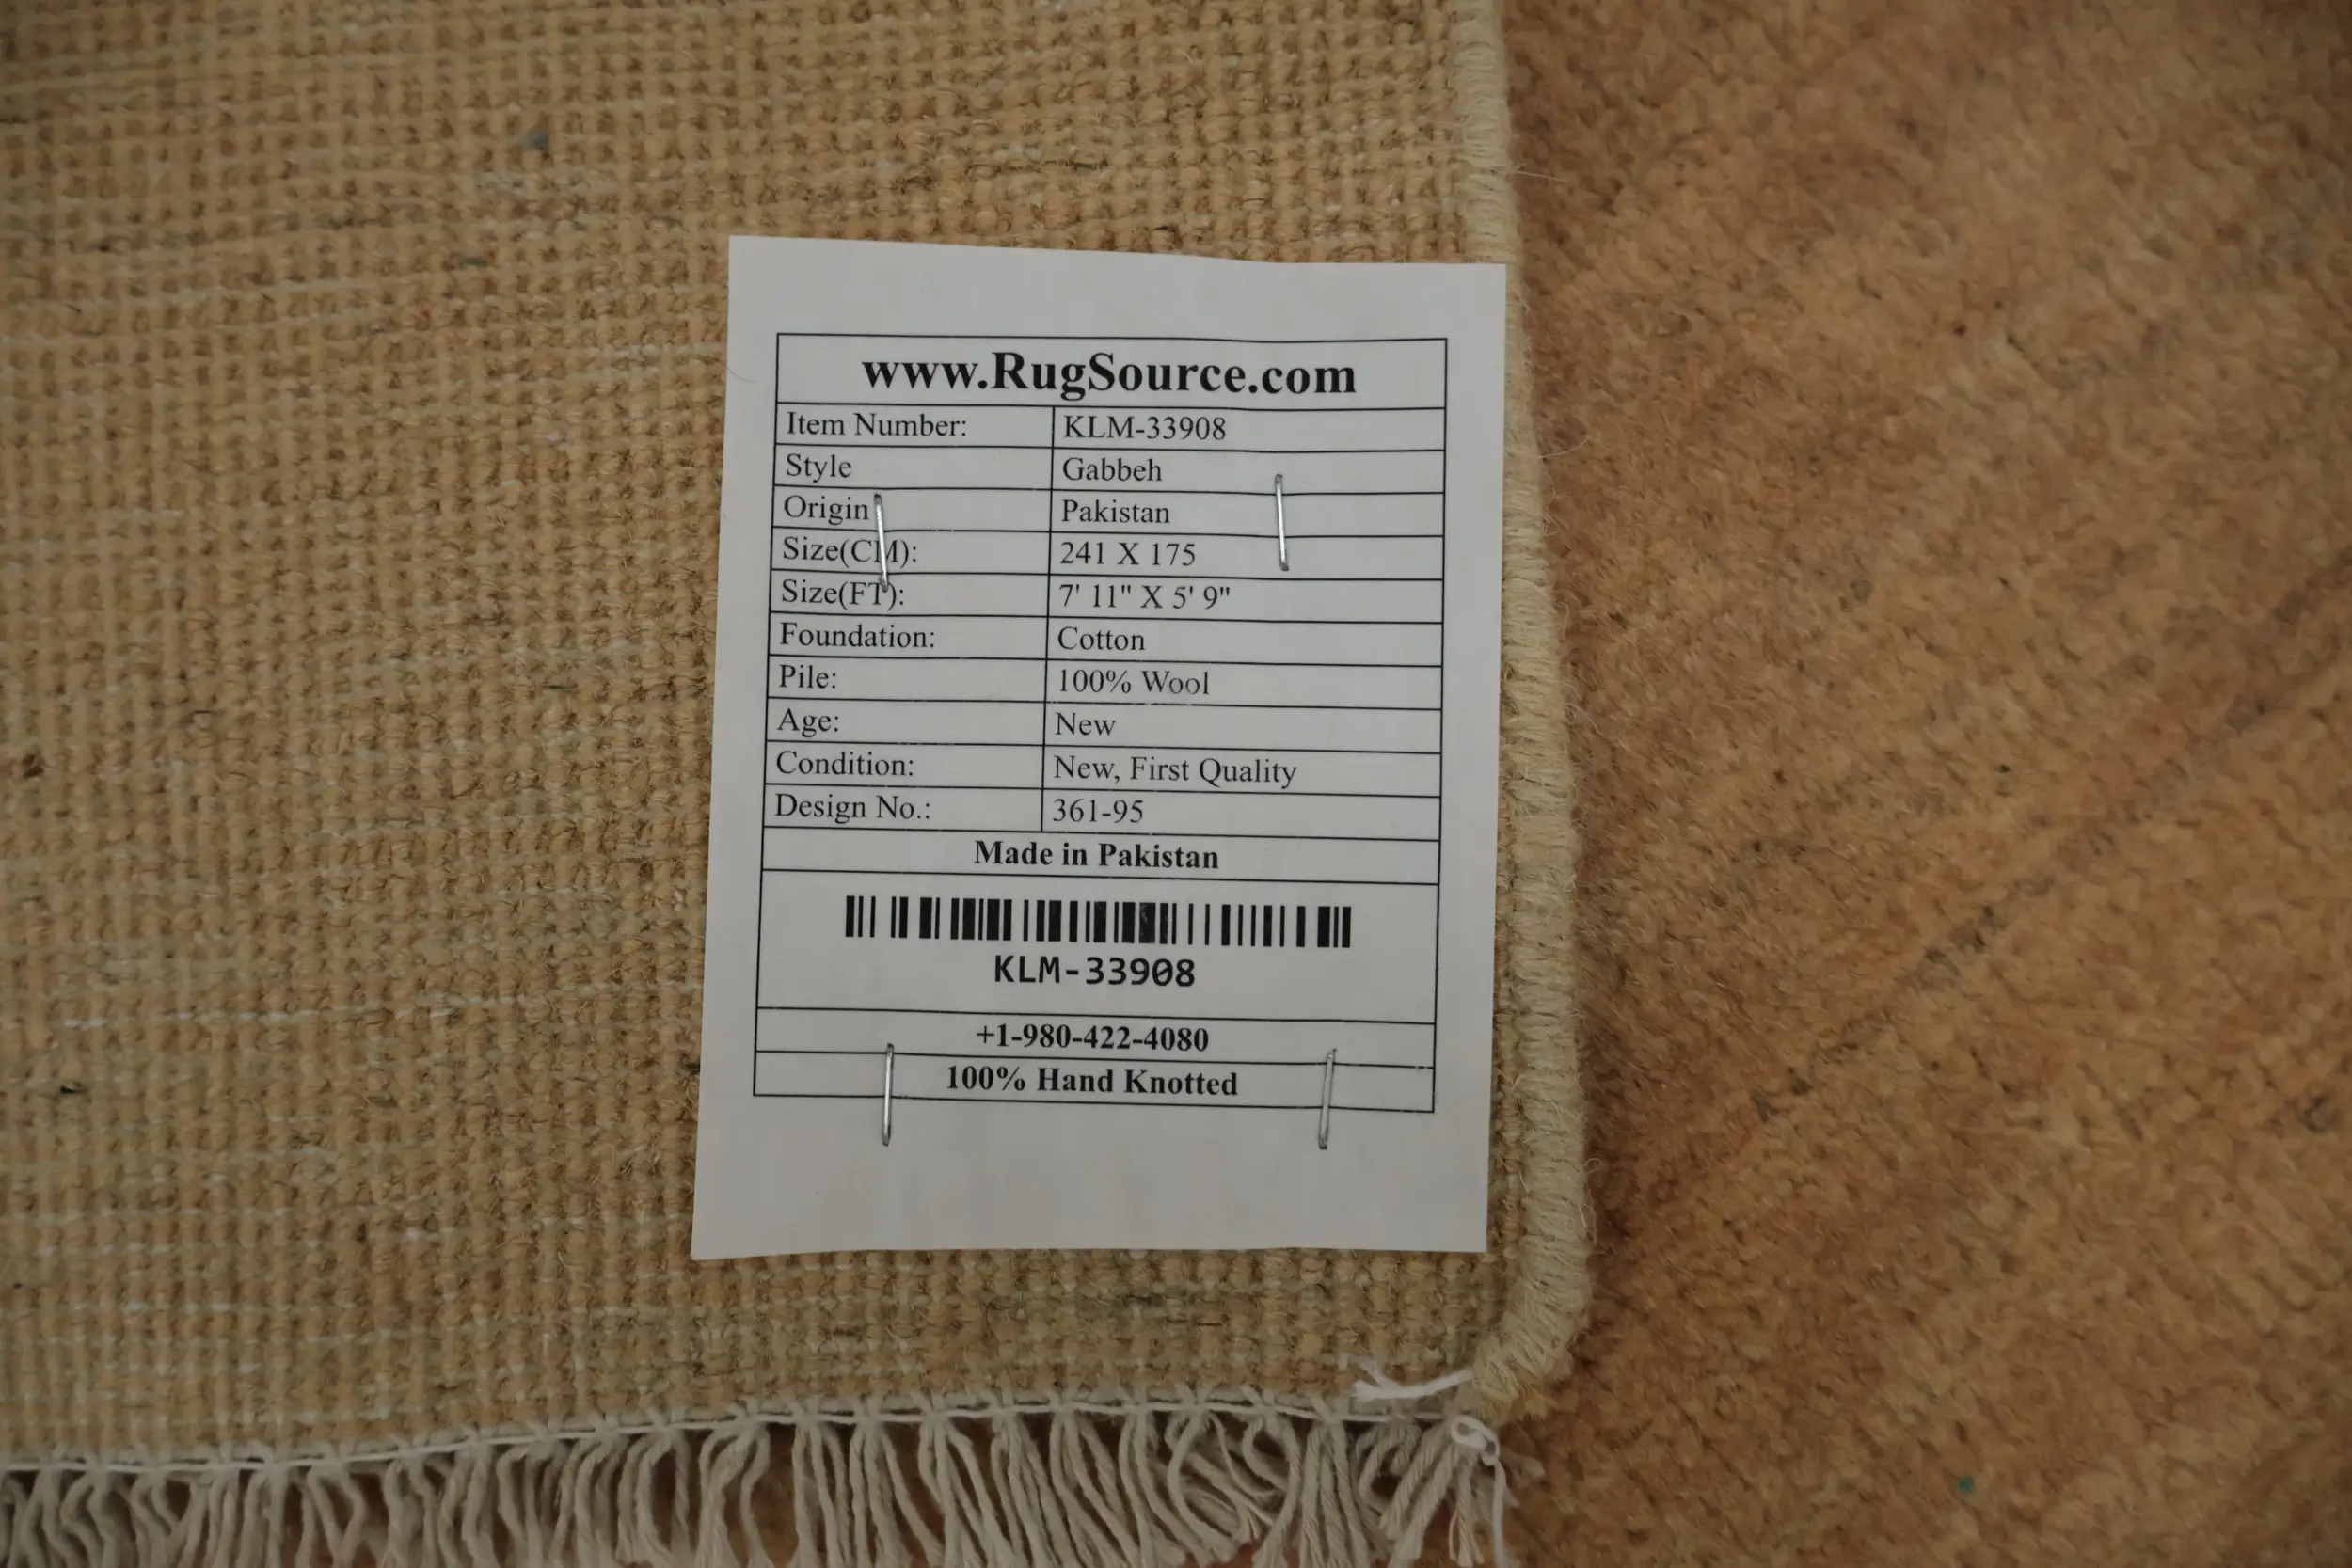 www.RugSource.com
Item Number: KLM-33908
Style Gabbeh
Origin Pakistan
Size(CM): 241 X 175
Size(FT): 7' 11" X 5' 9"
Foundation: Cotton
Pile: 100% Wool
Age: New
Condition: New, First Quality
Design No.: 361-95
Made in Pakistan
KLM-33908
+1-980-422-4080
100% Hand Knotted